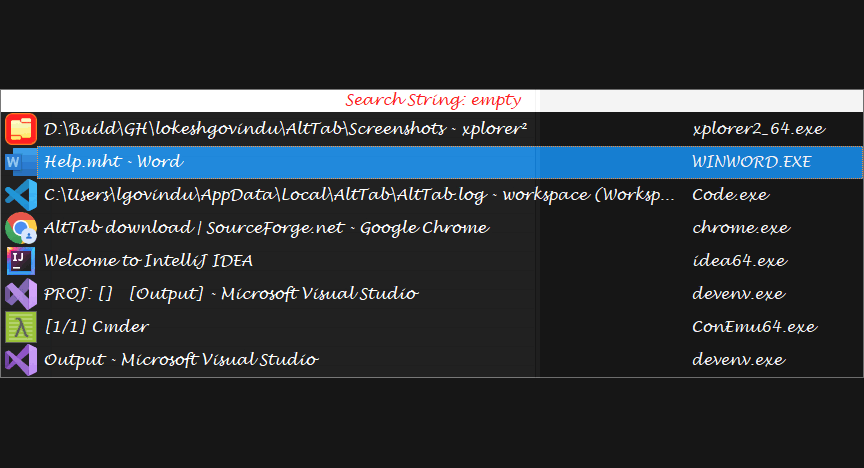 Search String: empty
D:\Build\GH\lokeshgovindu\AltTab\Screenshots - xplorer² xplorer2_64.exe
Help.mht - Word WINWORD.EXE
C:\Users\lgovindu\AppData\Local\AltTab\AltTab.log - workspace (Worksp... Code.exe
AltTab download | SourceForge.net - Google Chrome chrome.exe
Welcome to IntelliJ IDEA idea64.exe
PROJ: [] [Output] - Microsoft Visual Studio devenv.exe
[1/1] Cmder ConEmu64.exe
Output - Microsoft Visual Studio devenv.exe